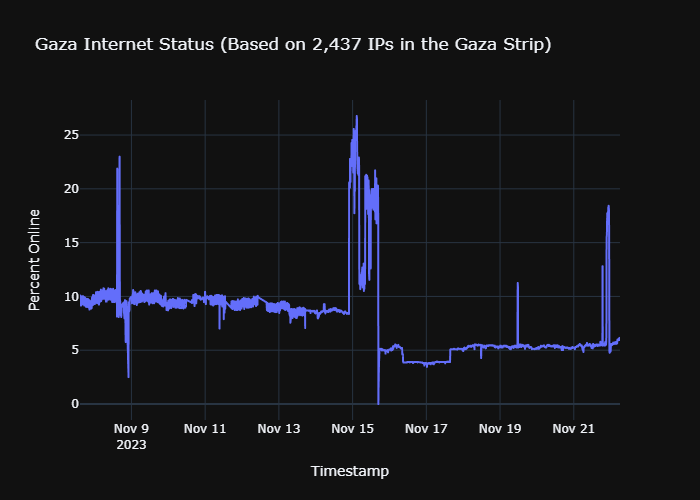 Gaza Internet Status (Based on 2,437 IPs in the Gaza Strip)
25
20
15
10
5
0
Percent Online
Nov 9
2023
Nov 11
Nov 13
Nov 15
Nov 17
Nov 19
Nov 21
Timestamp